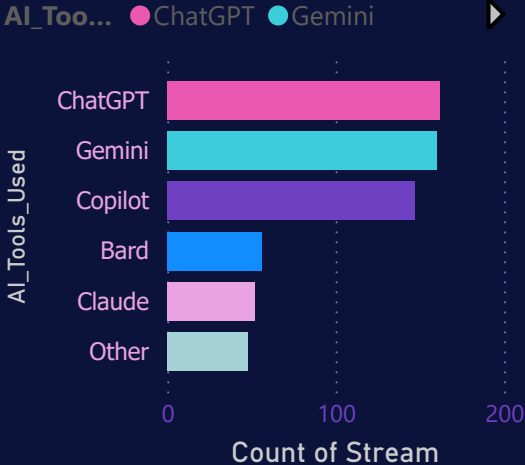 AI_Too... ChatGPT Gemini
AI_Tools_Used
ChatGPT
Gemini
Copilot
Bard
Claude
Other
0 100 200
Count of Stream